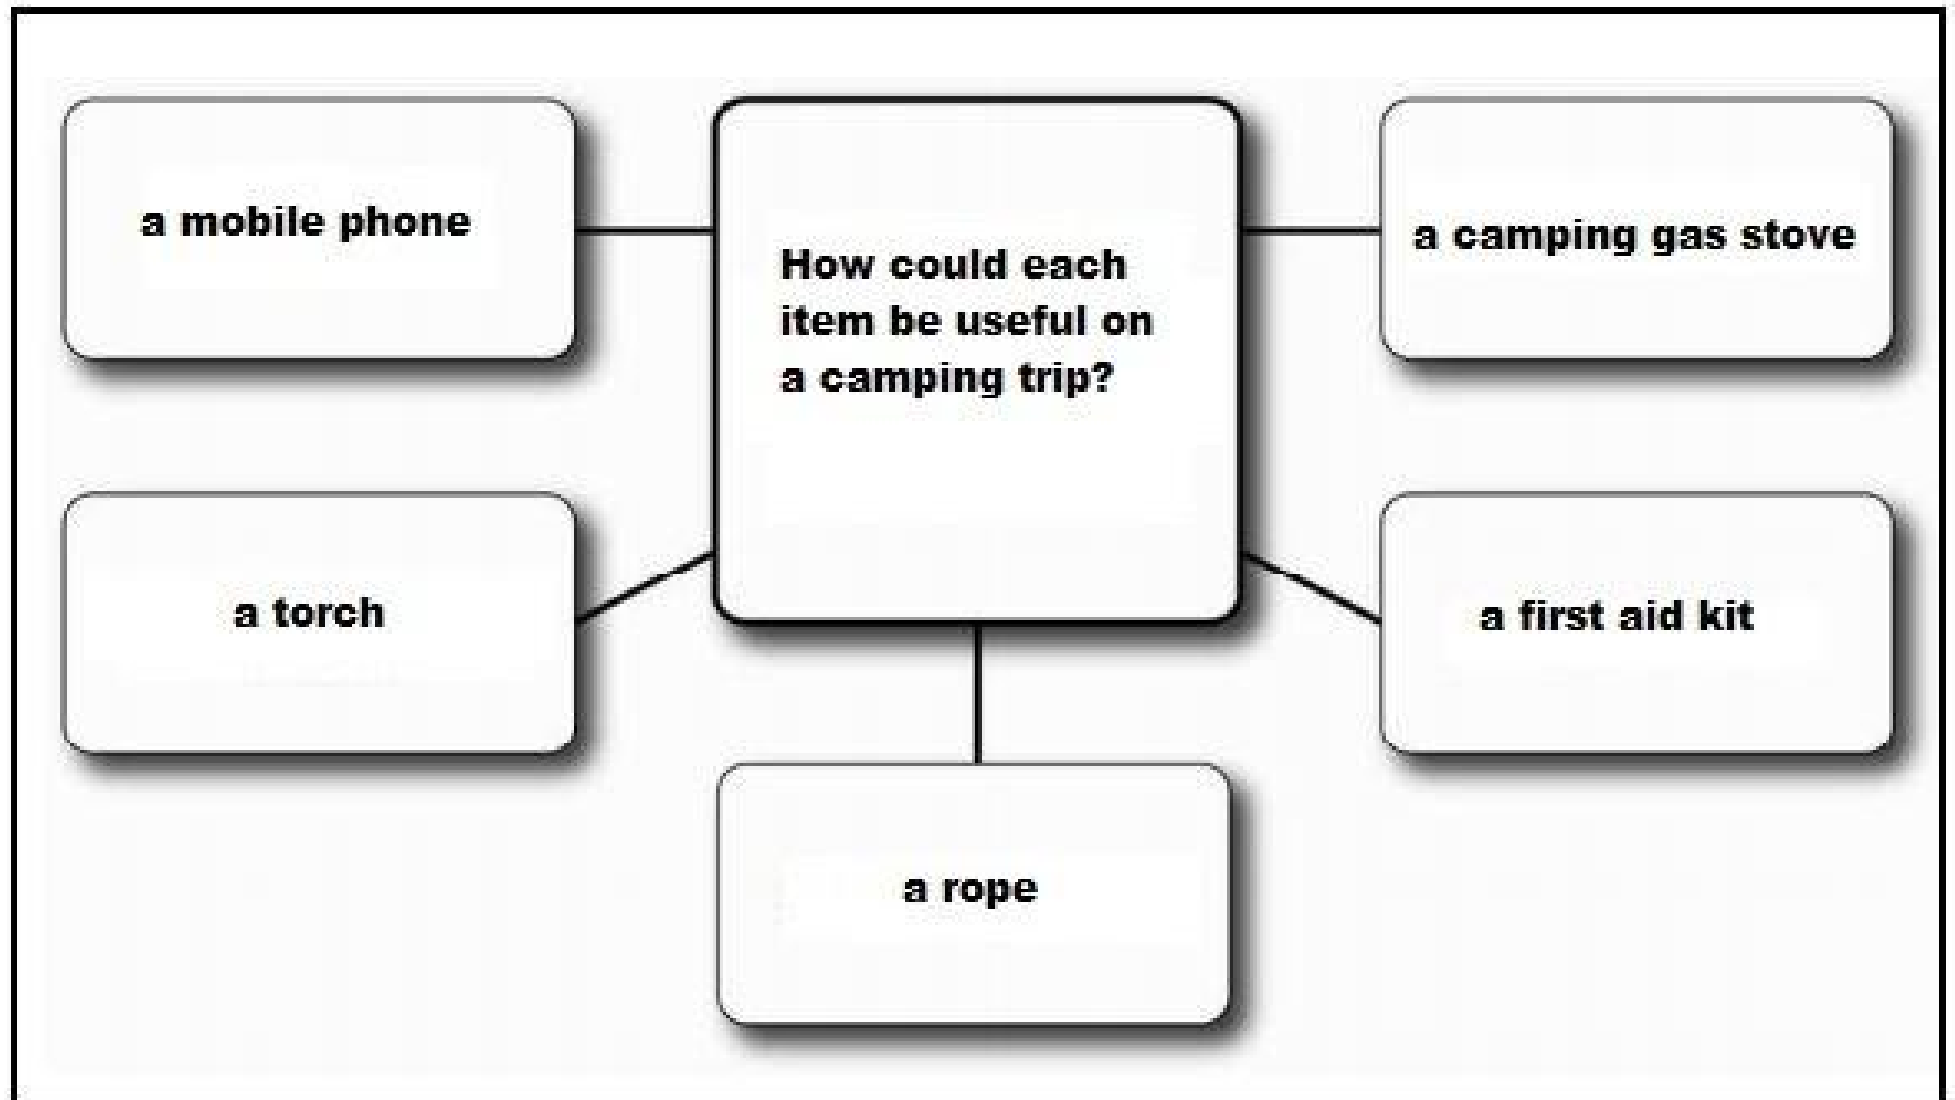 a mobile phone
How could each
item be useful on
a camping trip?
a camping gas stove
a torch
a first aid kit
a rope